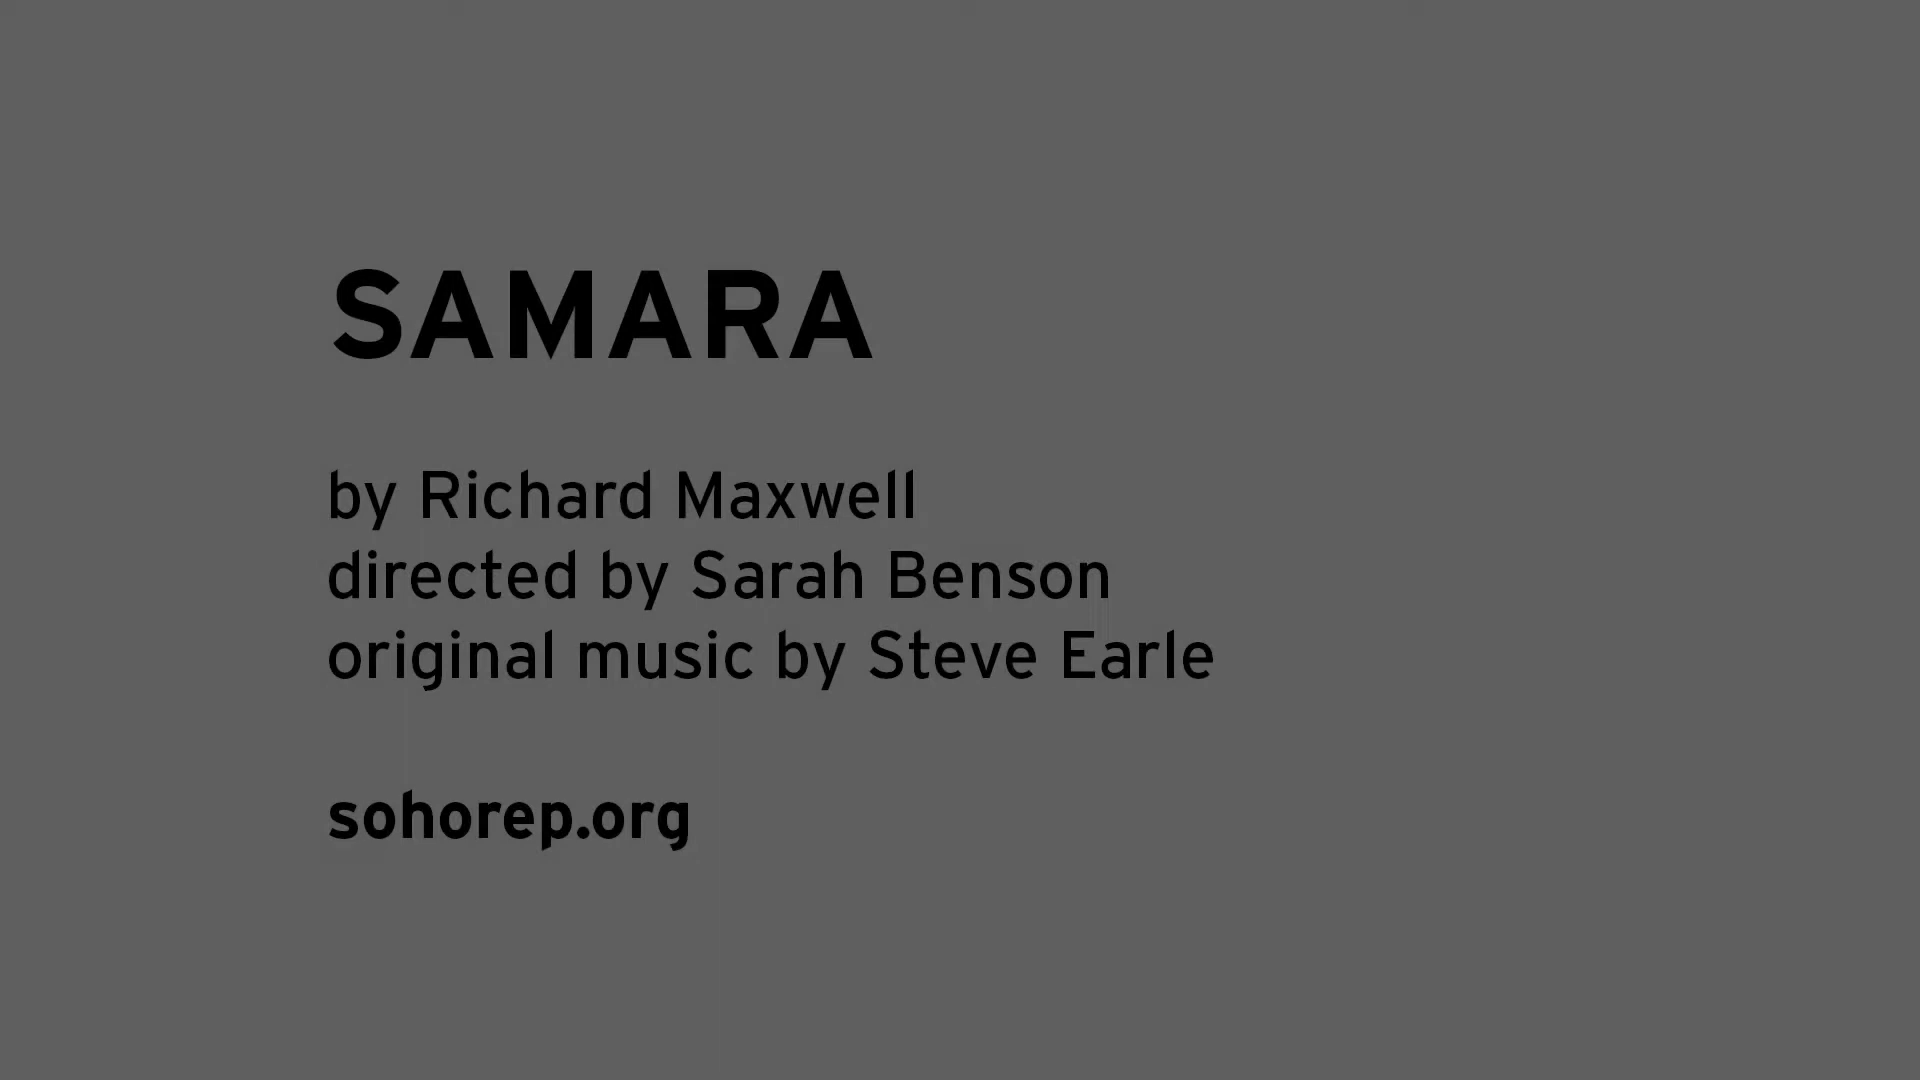 SAMARA
by Richard Maxwell
directed by Sarah Benson
original music by Steve Earle
sohorep.org